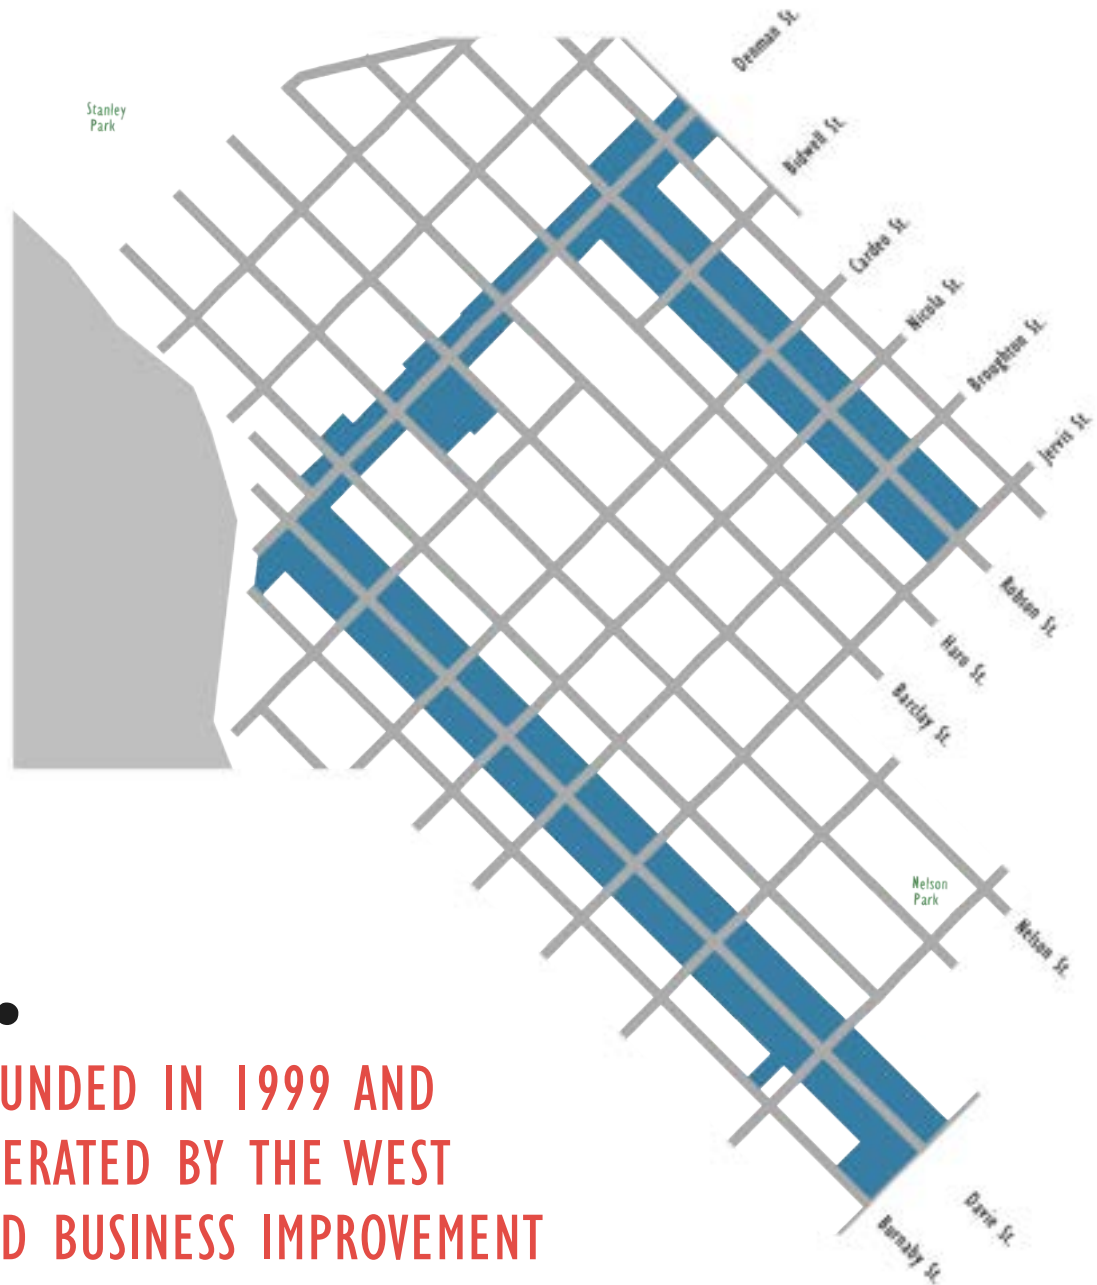 Denman St.
Stanley
Park
Bidwell St.
Cardeo St.
Nicola St.
Broughton St.
Jervis St.
Robson St.
Haro St.
Barclay St.
Nelson
Park
Nelson St.
Davie St.
Burnaby St.
UNDED IN 1999 AND
ERATED BY THE WEST
D BUSINESS IMPROVEMENT